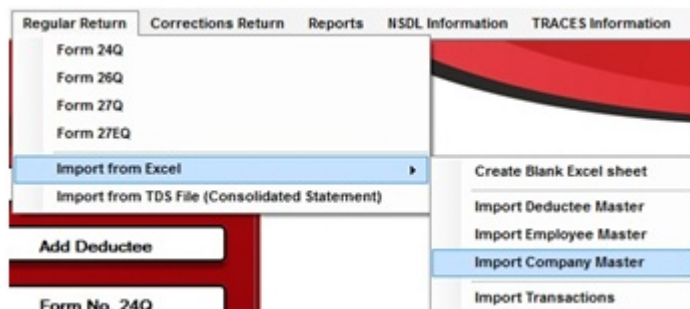 Regular Return Corrections Return Reports NSDL Information TRACES Information
Form 24Q
Form 26Q
Form 27Q
Form 27EQ
Import from Excel
Import from TDS File (Consolidated Statement)
Create Blank Excel sheet
Import Deductee Master
Import Employee Master
Import Company Master
Import Transactions
Add Deductee
Form No. 24Q